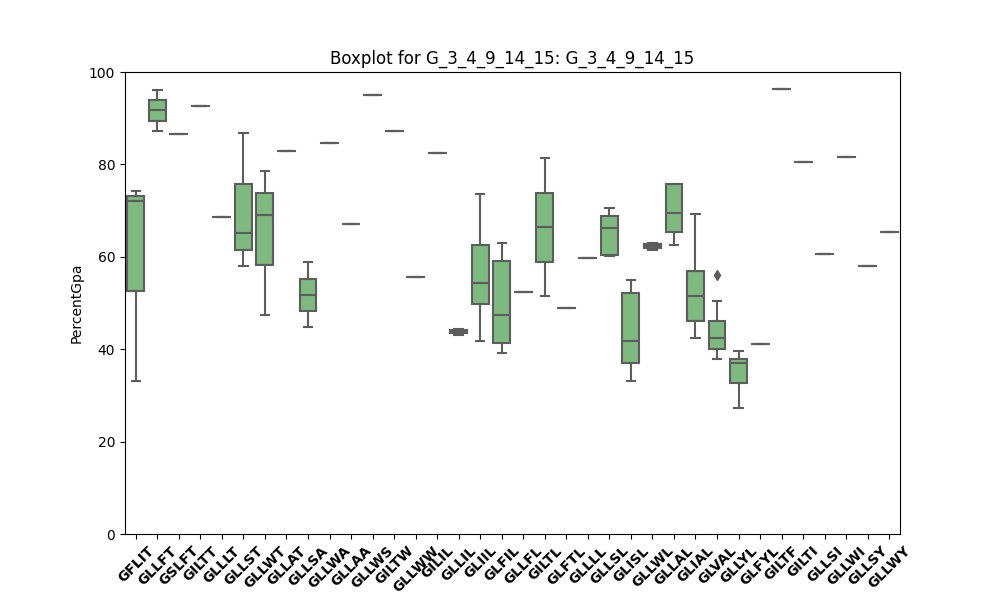 Boxplot for G_3_4_9_14_15: G_3_4_9_14_15
PercentGpa
100
80
60
40
20
0
GFLIT
GLLFT
GSLFT
GILTT
GLLLT
GLLST
GLLWT
GLLAT
GLLSA
GLLWA
GLLAA
GLLWS
GILTW
GLLWW
GILIL
GLLIL
GLIIL
GLFIL
GLLFL
GILTL
GLFTL
GLLLL
GLLSL
GLISL
GLLWL
GLLAL
GLIAL
GLVAL
GLLYL
GLFYL
GILTF
GILTI
GLLSI
GLLWI
GLLSY
GLLWY